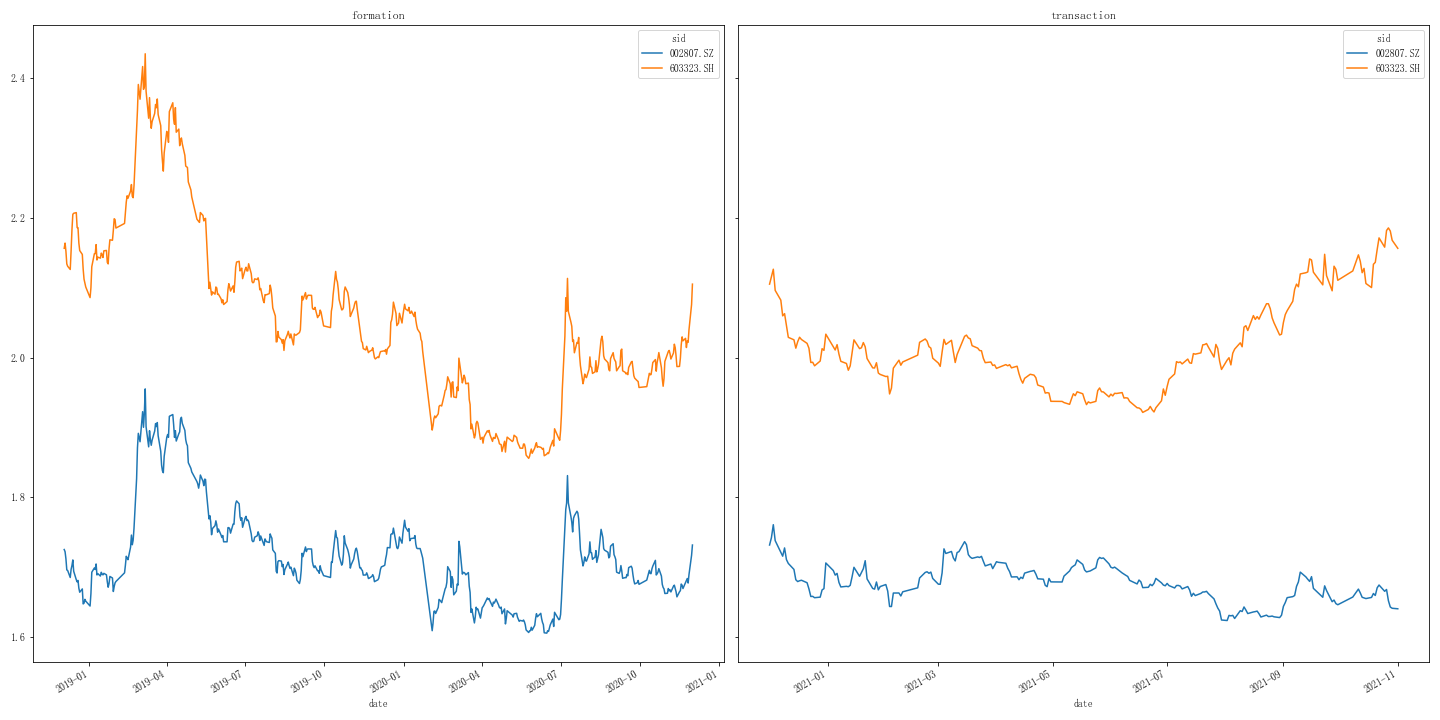 formation
sid
002807.SZ
603323.SH
2.4
2.2
2.0
1.8
1.6
2019-01
2019-04
2019-07
2019-10
2020-01
2020-04
2020-07
2020-10
2021-01
date
transaction
sid
002807.SZ
603323.SH
2021-01
2021-03
2021-05
2021-07
2021-09
2021-11
date